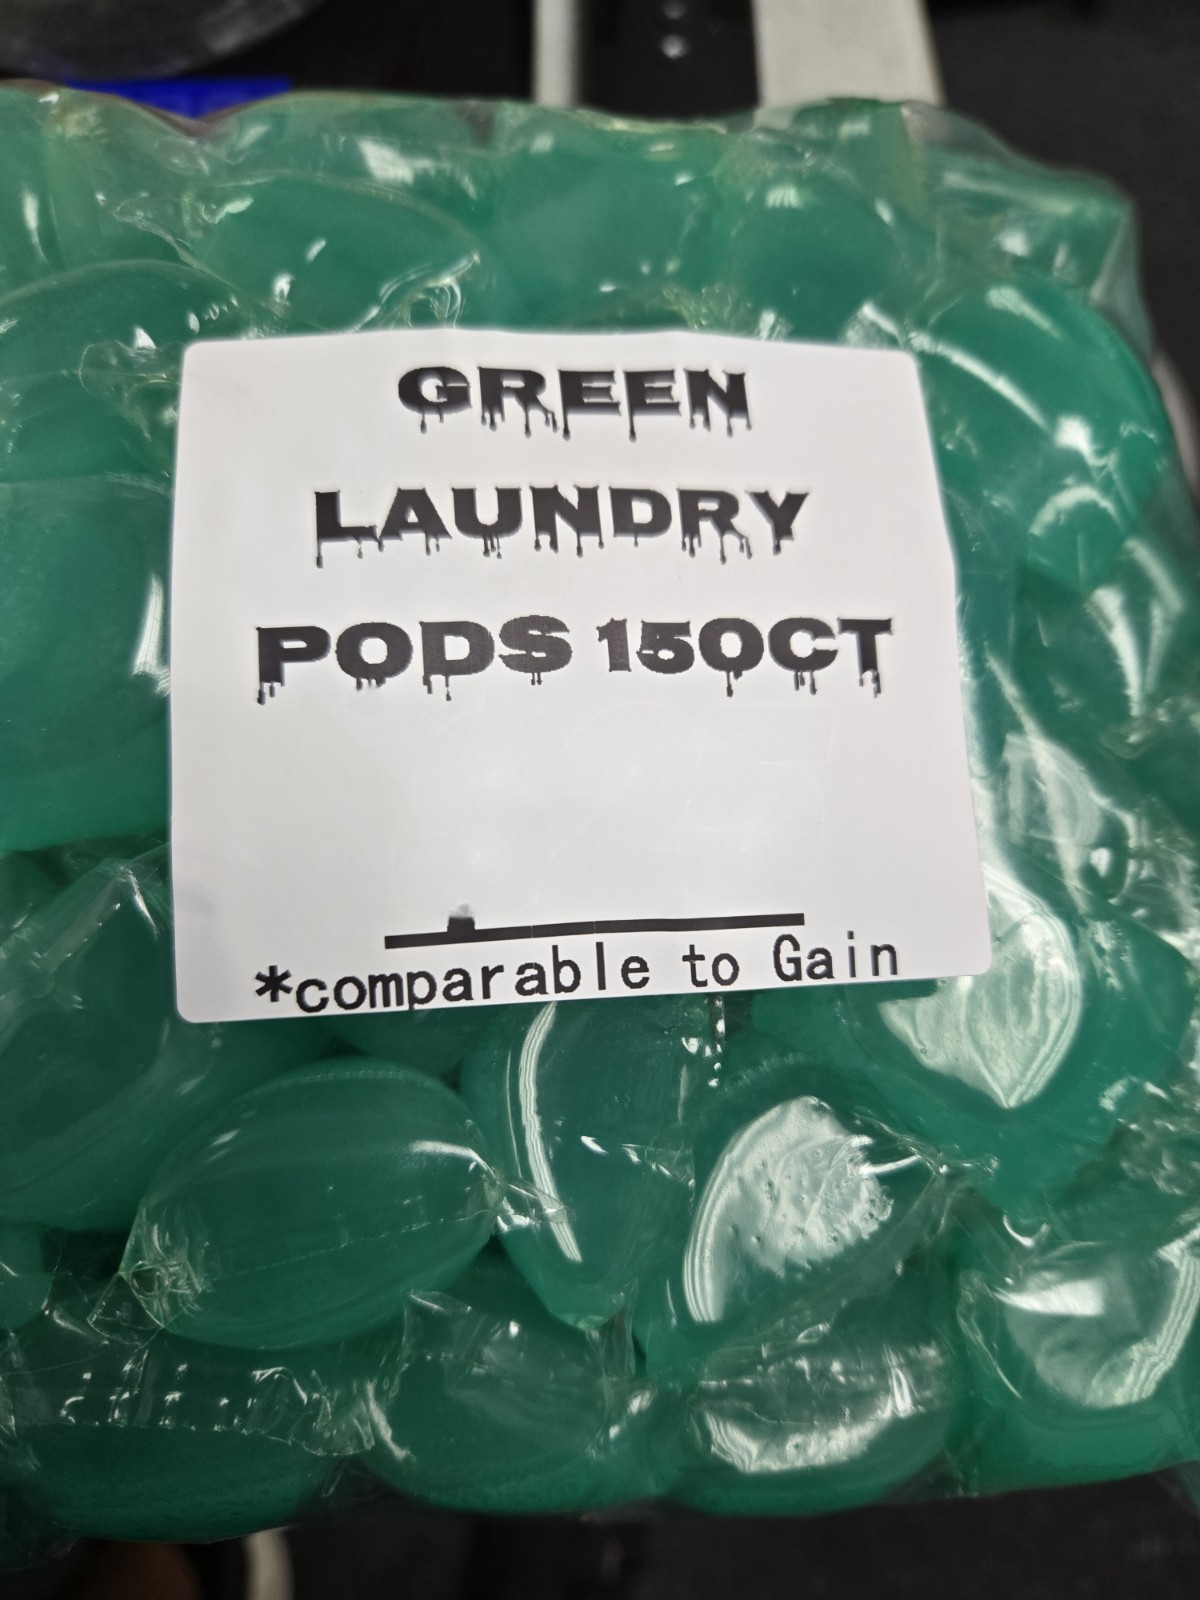 GREEN
LAUNDRY
PODS 150CT
*comparable to Gain